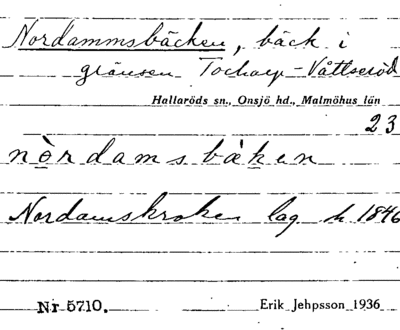 Nordammsbäcken, bäck i
gränsen Tockarp-Våttseröd
Hallaröds sn., Onsjö hd., Malmöhus län
23
nòrdamsbäken
Nordamskroken lag h 1846
Nr 5710. Erik Jehpsson 1936